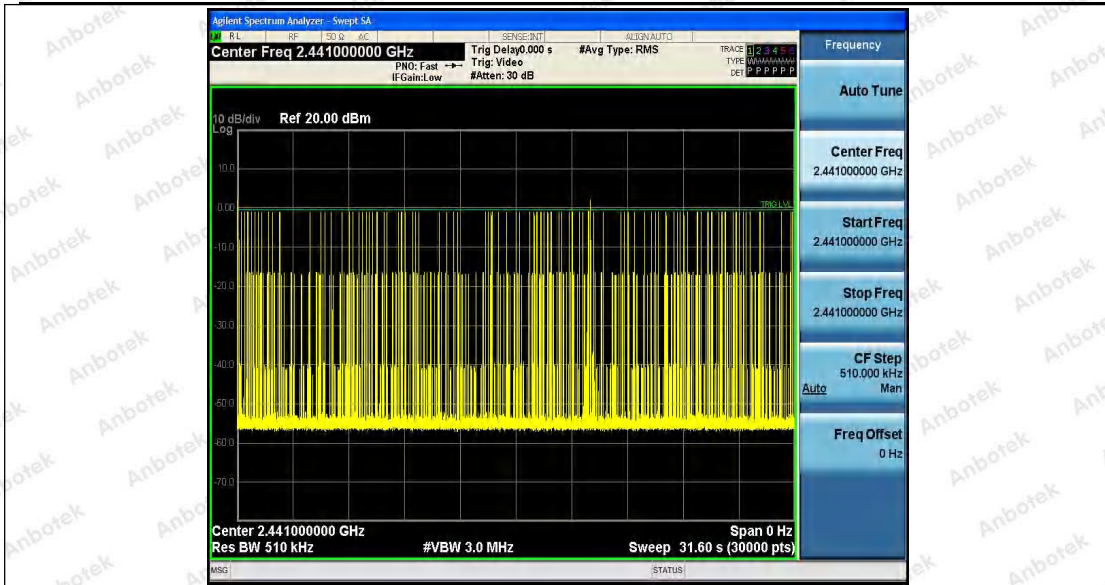 Agilent Spectrum Analyzer - Swept SA
RL RF 50 Ω AC SENSE:INT ALIGN AUTO
Center Freq 2.441000000 GHz
PNO: Fast
IFGain:Low
Trig Delay0.000 s
Trig: Video
#Atten: 30 dB
#Avg Type: RMS
TRACE 1 2 3 4 5 6
TYPE
DET P P P P P P
10 dB/div
Log
Ref 20.00 dBm
10.0
0.00
-10.0
-20.0
-30.0
-40.0
-50.0
-60.0
-70.0
TRIG LVL
Center 2.441000000 GHz
Span 0 Hz
Res BW 510 kHz
#VBW 3.0 MHz
Sweep 31.60 s (30000 pts)
MSG
STATUS
Frequency
Auto Tune
Center Freq
2.441000000 GHz
Start Freq
2.441000000 GHz
Stop Freq
2.441000000 GHz
CF Step
510.000 kHz
Auto Man
Freq Offset
0 Hz
Anbotek